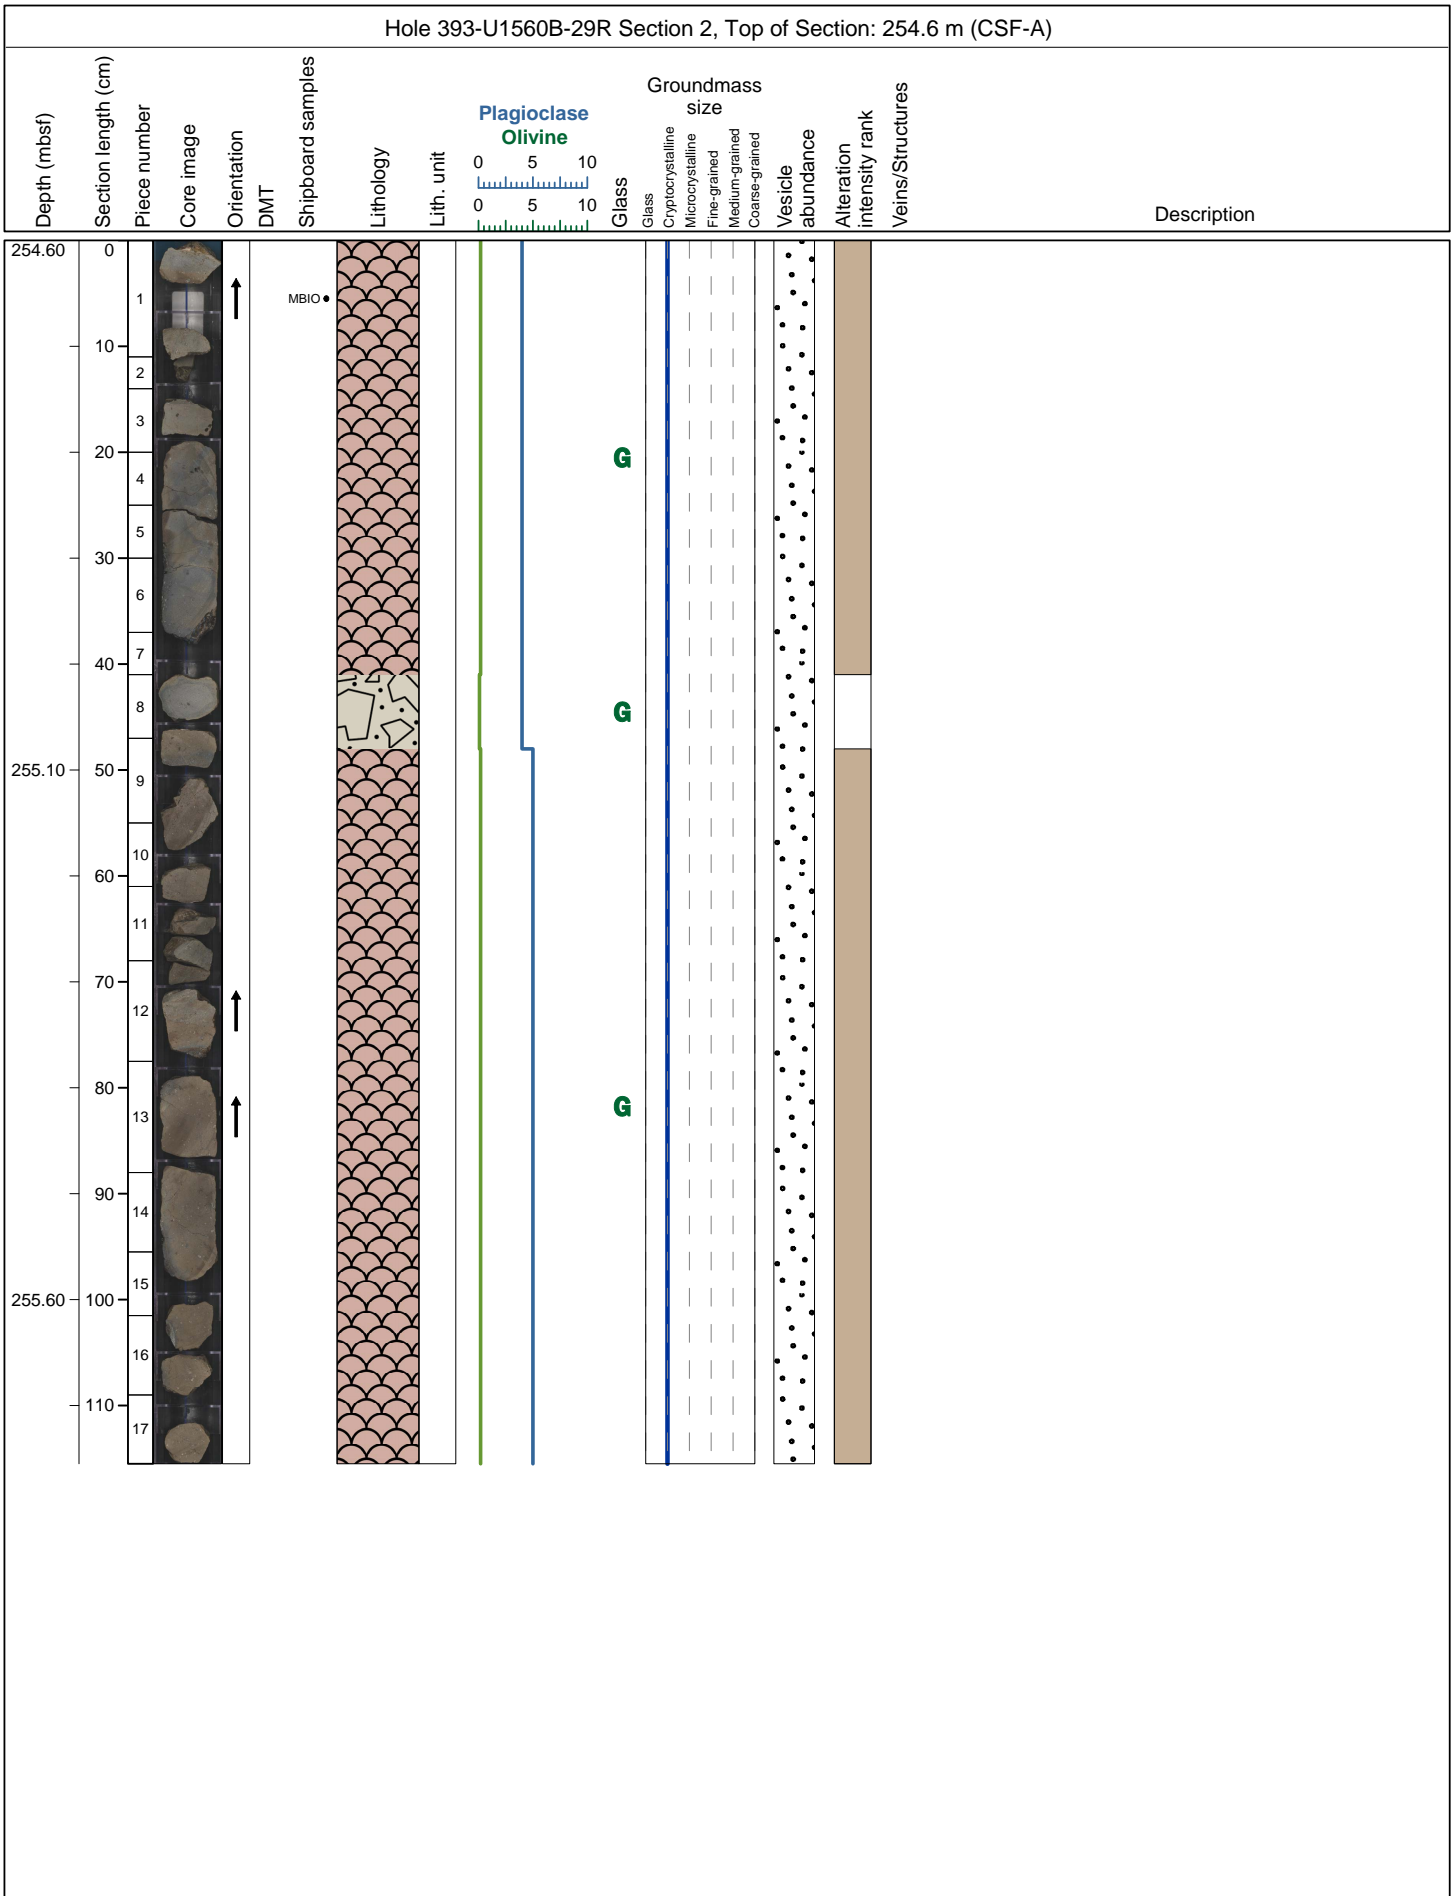 Hole 393-U1560B-29R Section 2, Top of Section: 254.6 m (CSF-A)
Depth (mbsf)
Section length (cm)
Piece number
Core image
Orientation
DMT
Shipboard samples
Lithology
Lith. unit
Plagioclase
Olivine
0 5 10
0 5 10
Glass
Groundmass
size
Glass
Cryptocrystalline
Microcrystalline
Fine-grained
Medium-grained
Coarse-grained
Vesicle
abundance
Alteration
intensity rank
Veins/Structures
Description
254.60 0
1
MBIO
10
2
3
20
G
4
5
30
6
7
40
8
G
255.10 50
9
10
60
11
70
12
80
13
G
90
14
15
255.60 100
16
110
17